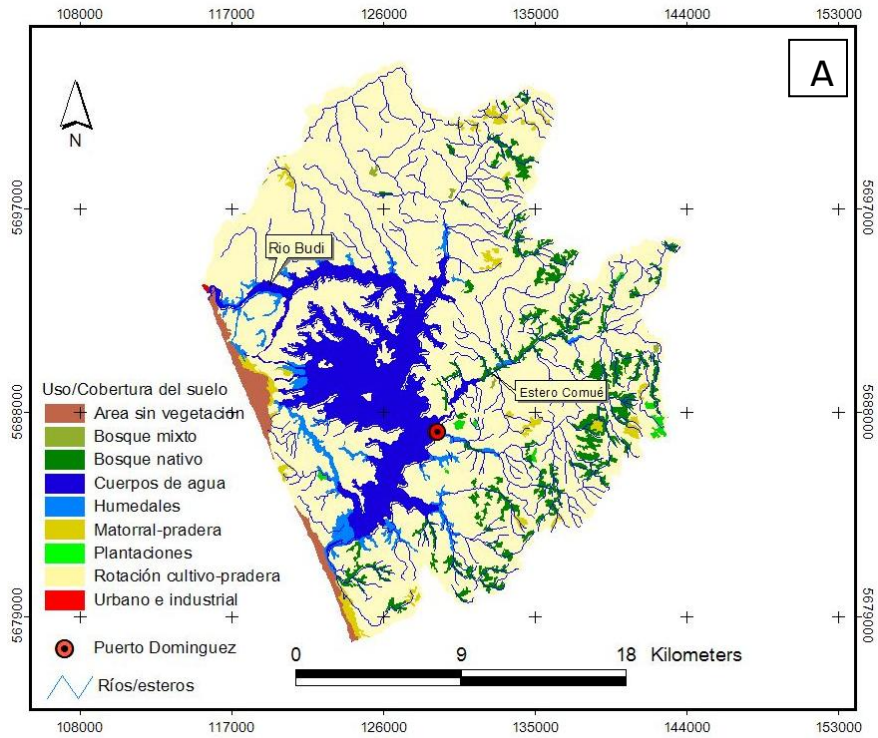 108000 117000 126000 135000 144000 153000
A
N
5697000 5697000
Rio Budi
Uso/Cobertura del suelo
Estero Comué
5688000 5688000
Area sin vegetacion
Bosque mixto
Bosque nativo
Cuerpos de agua
Humedales
Matorral-pradera
Plantaciones
Rotación cultivo-pradera
Urbano e industrial
5679000 5679000
Puerto Dominguez
0 9 18 Kilometers
Ríos/esteros
108000 117000 126000 135000 144000 153000